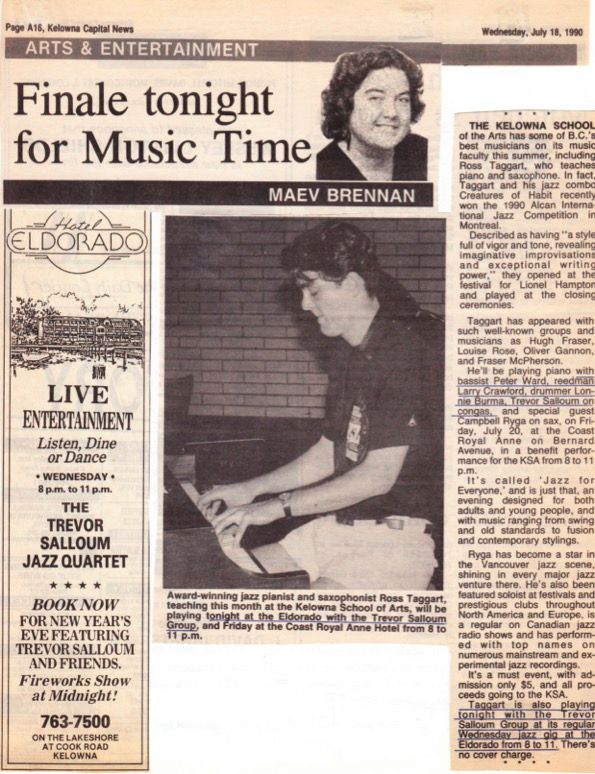 Page A16, Kelowna Capital News
Wednesday, July 18, 1990
ARTS & ENTERTAINMENT
Finale tonight
for Music Time
MAEV BRENNAN
Hotel
ELDORADO
LIVE
ENTERTAINMENT
Listen, Dine
or Dance
• WEDNESDAY •
8 p.m. to 11 p.m.
THE
TREVOR
SALLOUM
JAZZ QUARTET
★ ★ ★ ★
BOOK NOW
FOR NEW YEAR'S
EVE FEATURING
TREVOR SALLOUM
AND FRIENDS.
Fireworks Show
at Midnight!
763-7500
ON THE LAKESHORE
AT COOK ROAD
KELOWNA
Award-winning jazz pianist and saxophonist Ross Taggart,
teaching this month at the Kelowna School of Arts, will be
playing tonight at the Eldorado with the Trevor Salloum
Group, and Friday at the Coast Royal Anne Hotel from 8 to
11 p.m.
* * * *
THE KELOWNA SCHOOL
of the Arts has some of B.C.'s
best musicians on its music
faculty this summer, including
Ross Taggart, who teaches
piano and saxophone. In fact,
Taggart and his jazz combo
Creatures of Habit recently
won the 1990 Alcan Interna-
tional Jazz Competition in
Montreal.
Described as having "a style
full of vigor and tone, revealing
imaginative improvisations
and exceptional writing
power," they opened at the
festival for Lionel Hampton
and played at the closing
ceremonies.
Taggart has appeared with
such well-known groups and
musicians as Hugh Fraser,
Louise Rose, Oliver Gannon,
and Fraser McPherson.
He'll be playing piano with
bassist Peter Ward, reedman
Larry Crawford, drummer Lon-
nie Burma, Trevor Salloum on
congas, and special guest
Campbell Ryga on sax, on Fri-
day, July 20, at the Coast
Royal Anne on Bernard
Avenue, in a benefit perfor-
mance for the KSA from 8 to 11
p.m.
It's called 'Jazz for
Everyone,' and is just that, an
evening designed for both
adults and young people, and
with music ranging from swing
and old standards to fusion
and contemporary stylings.
Ryga has become a star in
the Vancouver jazz scene,
shining in every major jazz
venture there. He's also been
featured soloist at festivals and
prestigious clubs throughout
North America and Europe, is
a regular on Canadian jazz
radio shows and has perform-
ed with top names on
numerous mainstream and ex-
perimental jazz recordings.
It's a must event, with ad-
mission only $5, and all pro-
ceeds going to the KSA.
Taggart is also playing
tonight with the Trevor
Salloum Group at its regular
Wednesday jazz gig at the
Eldorado from 8 to 11. There's
no cover charge.
* * * *